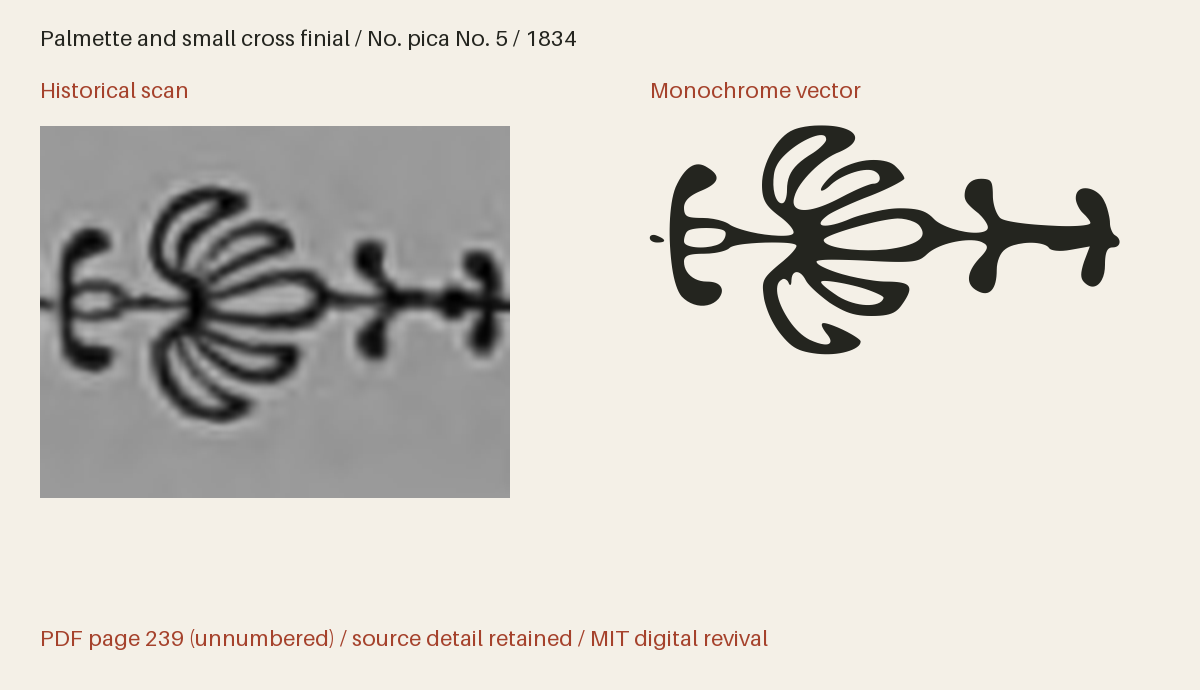 Palmette and small cross finial / No. pica No. 5 / 1834
Historical scan
Monochrome vector
PDF page 239 (unnumbered) / source detail retained / MIT digital revival